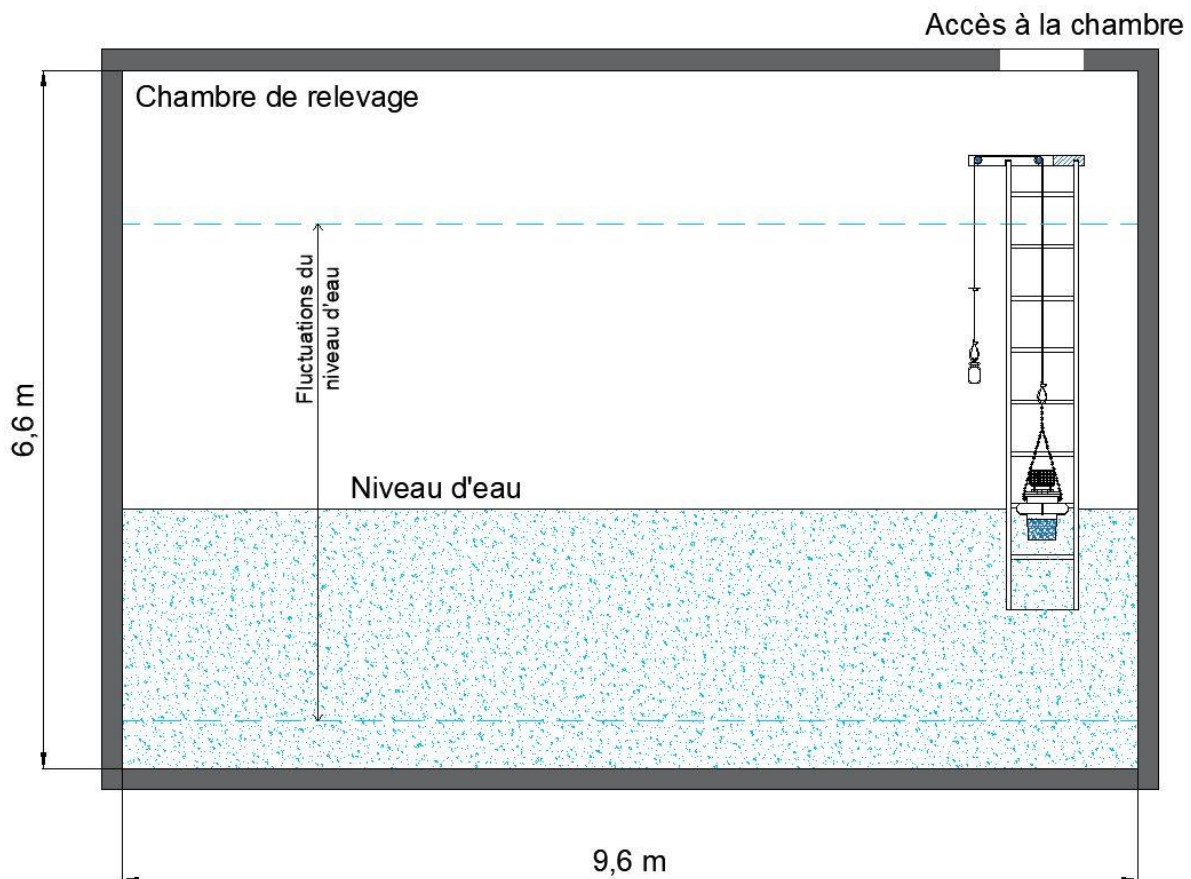 Accès à la chambre
Chambre de relevage
Fluctuations du
niveau d'eau
6,6 m
Niveau d'eau
9,6 m